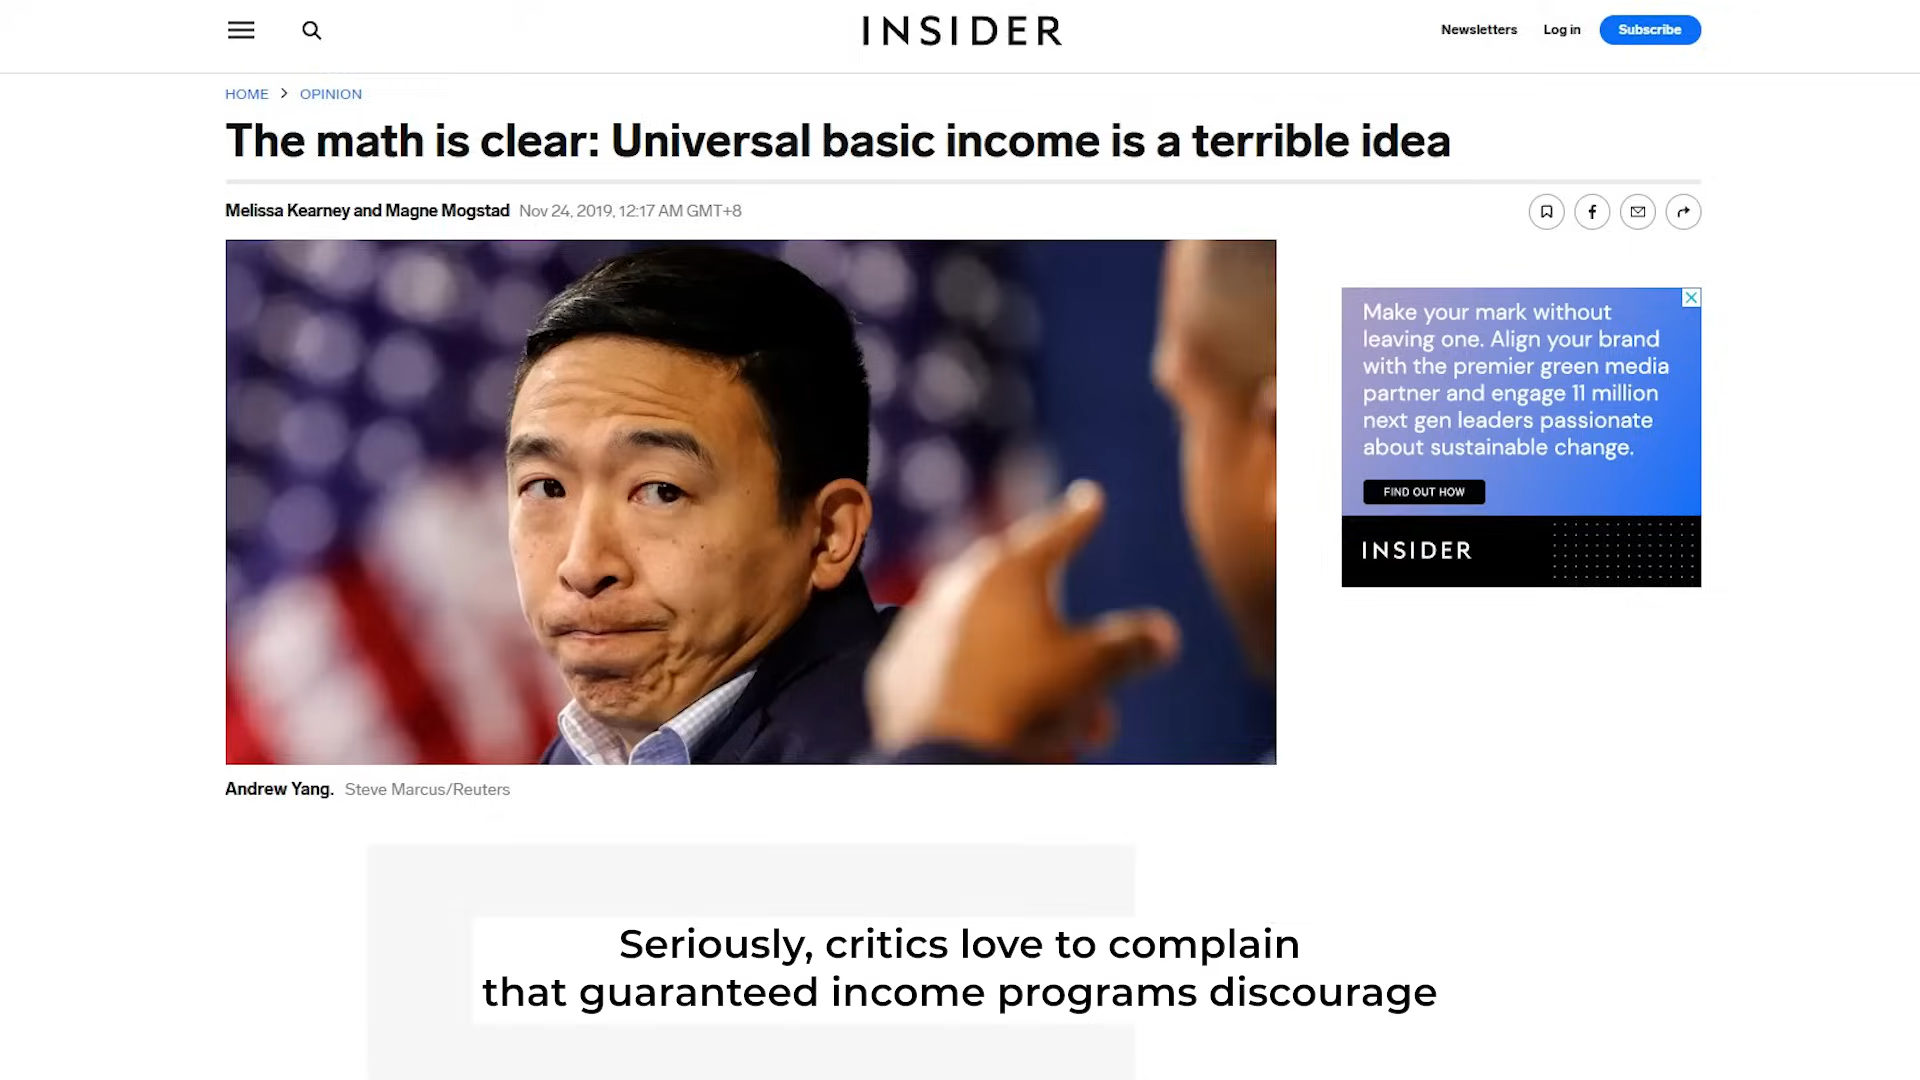 INSIDER
Newsletters
Log in
Subscribe
HOME > OPINION
The math is clear: Universal basic income is a terrible idea
Melissa Kearney and Magne Mogstad Nov 24, 2019, 12:17 AM GMT+8
Make your mark without
leaving one. Align your brand
with the premier green media
partner and engage 11 million
next gen leaders passionate
about sustainable change.
FIND OUT HOW
INSIDER
Andrew Yang. Steve Marcus/Reuters
Seriously, critics love to complain
that guaranteed income programs discourage